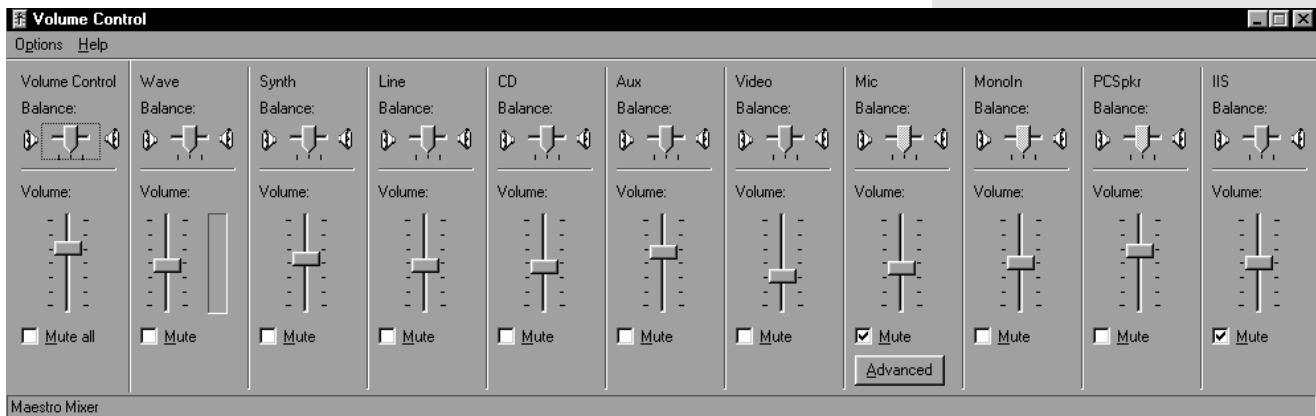 Volume Control
Options Help
Volume Control Wave Synth Line CD Aux Video Mic MonoIn PCSpkr IIS
Balance: Balance: Balance: Balance: Balance: Balance: Balance: Balance: Balance: Balance: Balance:
Volume: Volume: Volume: Volume: Volume: Volume: Volume: Volume: Volume: Volume: Volume:
Mute all Mute Mute Mute Mute Mute Mute Mute Mute Mute Mute
Advanced
Maestro Mixer